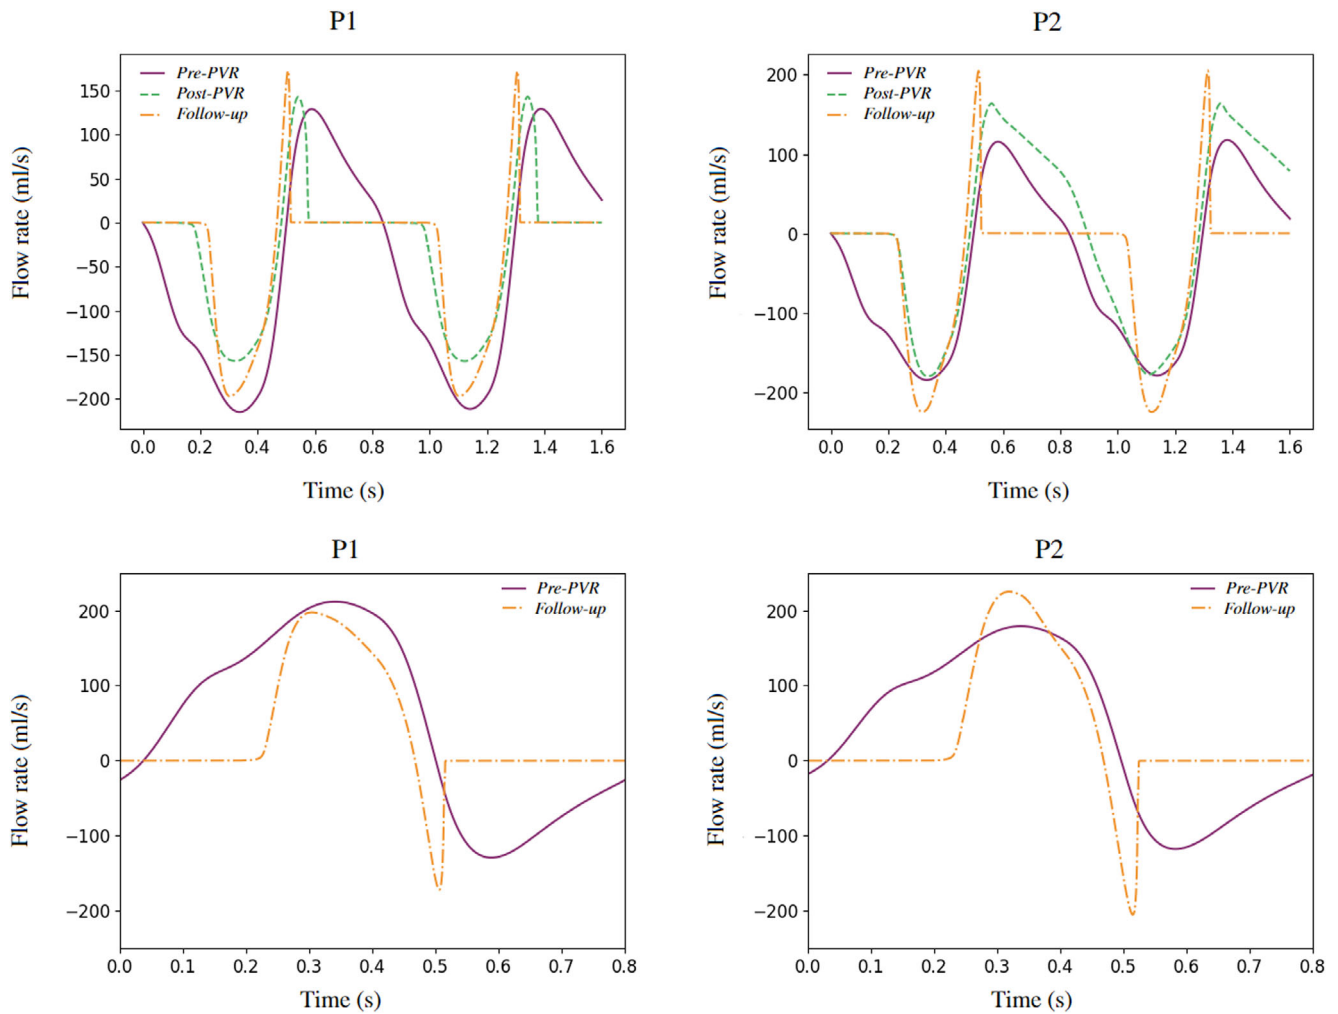 P1
Pre-PVR
Post-PVR
Follow-up
150
100
50
0
−50
−100
−150
−200
0.0 0.2 0.4 0.6 0.8 1.0 1.2 1.4 1.6
Flow rate (ml/s)
Time (s)
P2
Pre-PVR
Post-PVR
Follow-up
200
100
0
−100
−200
0.0 0.2 0.4 0.6 0.8 1.0 1.2 1.4 1.6
Flow rate (ml/s)
Time (s)
P1
Pre-PVR
Follow-up
200
100
0
−100
−200
0.0 0.1 0.2 0.3 0.4 0.5 0.6 0.7 0.8
Flow rate (ml/s)
Time (s)
P2
Pre-PVR
Follow-up
200
100
0
−100
−200
0.0 0.1 0.2 0.3 0.4 0.5 0.6 0.7 0.8
Flow rate (ml/s)
Time (s)